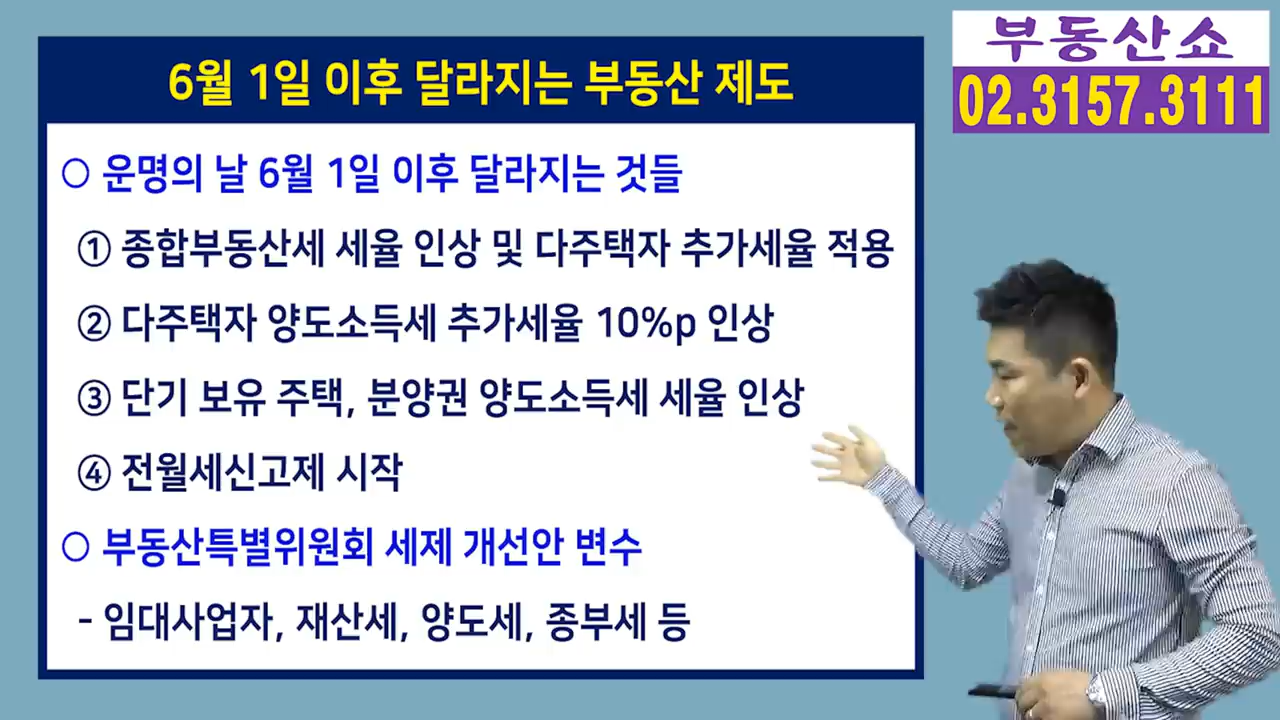 부동산쇼
02.3157.3111
6월 1일 이후 달라지는 부동산 제도
○ 운명의 날 6월 1일 이후 달라지는 것들
① 종합부동산세 세율 인상 및 다주택자 추가세율 적용
② 다주택자 양도소득세 추가세율 10%p 인상
③ 단기 보유 주택, 분양권 양도소득세 세율 인상
④ 전월세신고제 시작
○ 부동산특별위원회 세제 개선안 변수
- 임대사업자, 재산세, 양도세, 종부세 등